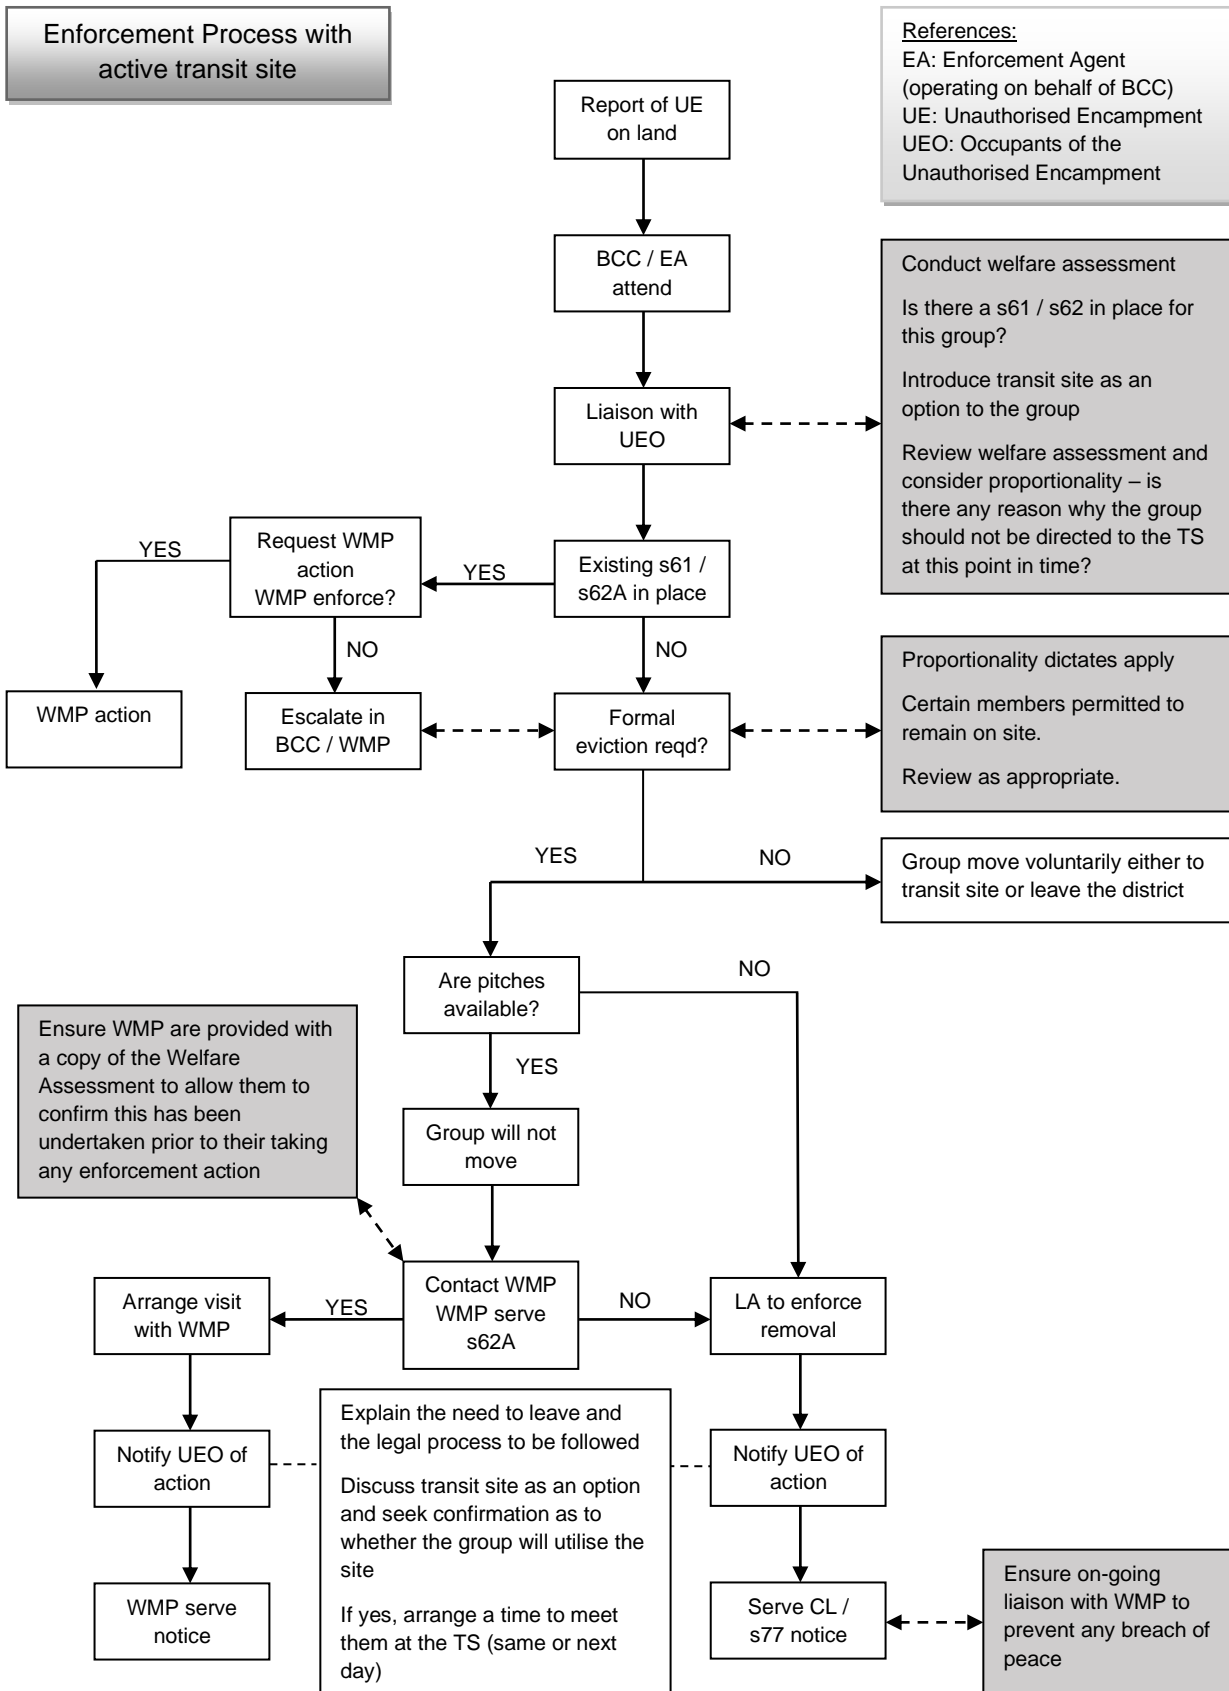 Enforcement Process with
active transit site
References:
EA: Enforcement Agent
(operating on behalf of BCC)
UE: Unauthorised Encampment
UEO: Occupants of the
Unauthorised Encampment
Report of UE
on land
BCC / EA
attend
Conduct welfare assessment
Is there a s61 / s62 in place for
this group?
Introduce transit site as an
option to the group
Review welfare assessment and
consider proportionality – is
there any reason why the group
should not be directed to the TS
at this point in time?
Liaison with
UEO
Existing s61 /
s62A in place
YES
Request WMP
action
WMP enforce?
YES
NO
NO
WMP action
Escalate in
BCC / WMP
Formal
eviction reqd?
Proportionality dictates apply
Certain members permitted to
remain on site.
Review as appropriate.
YES
NO
Group move voluntarily either to
transit site or leave the district
Are pitches
available?
NO
YES
Ensure WMP are provided with
a copy of the Welfare
Assessment to allow them to
confirm this has been
undertaken prior to their taking
any enforcement action
Group will not
move
Contact WMP
WMP serve
s62A
YES
NO
Arrange visit
with WMP
LA to enforce
removal
Notify UEO of
action
Explain the need to leave and
the legal process to be followed
Discuss transit site as an option
and seek confirmation as to
whether the group will utilise the
site
If yes, arrange a time to meet
them at the TS (same or next
day)
Notify UEO of
action
WMP serve
notice
Serve CL /
s77 notice
Ensure on-going
liaison with WMP to
prevent any breach of
peace